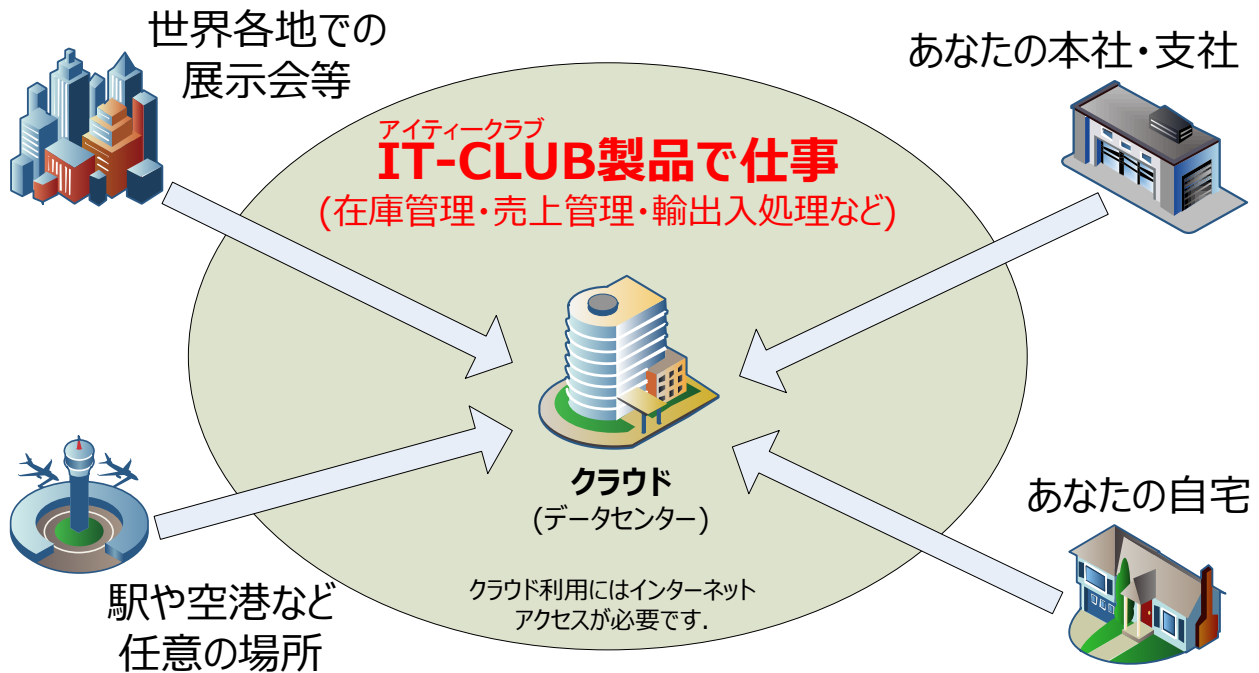 世界各地での
展示会等
あなたの本社・支社
アイティークラブ
IT-CLUB製品で仕事
(在庫管理・売上管理・輸出入処理など)
クラウド
(データセンター)
あなたの自宅
駅や空港など
任意の場所
クラウド利用にはインターネット
アクセスが必要です.